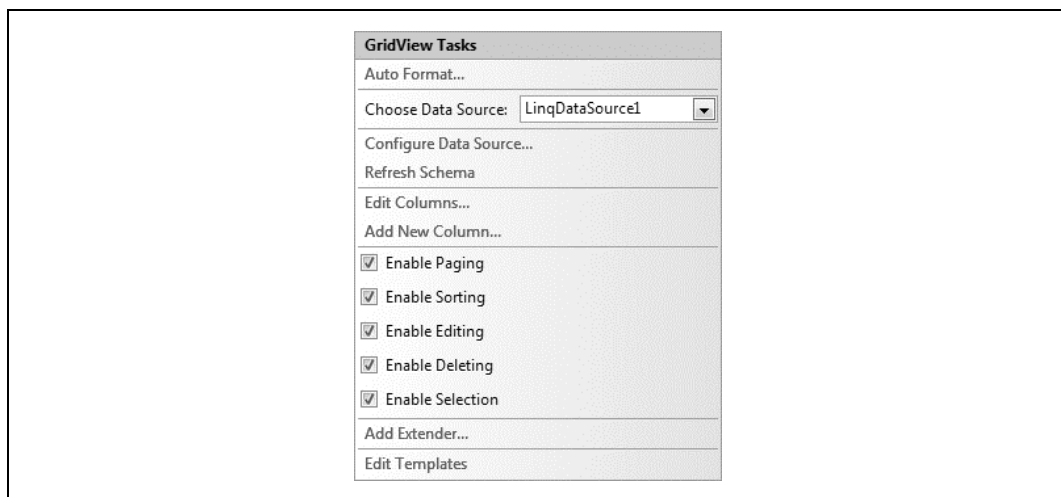 GridView Tasks
Auto Format...
Choose Data Source: LinqDataSource1
Configure Data Source...
Refresh Schema
Edit Columns...
Add New Column...
Enable Paging
Enable Sorting
Enable Editing
Enable Deleting
Enable Selection
Add Extender...
Edit Templates